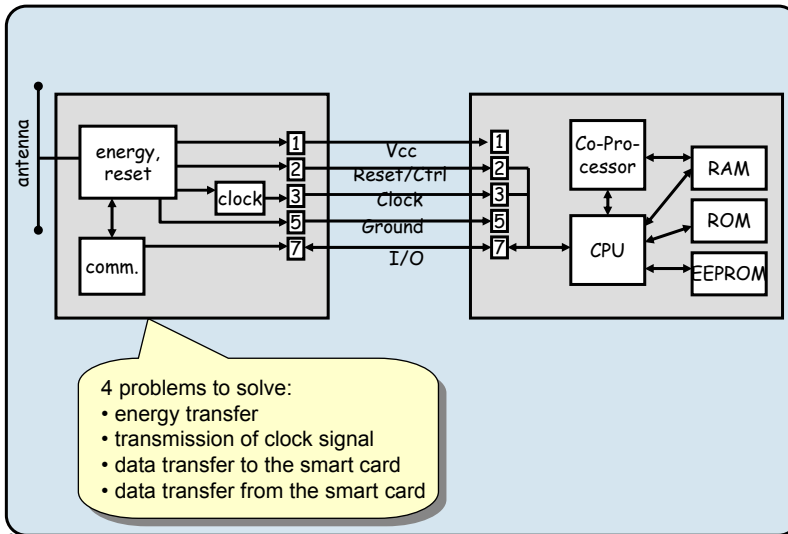 antenna
energy,
reset
clock
comm.
1
2
3
5
7
Vcc
Reset/Ctrl
Clock
Ground
I/O
1
2
3
5
7
Co-Pro-
cessor
CPU
RAM
ROM
EEPROM
4 problems to solve:
• energy transfer
• transmission of clock signal
• data transfer to the smart card
• data transfer from the smart card